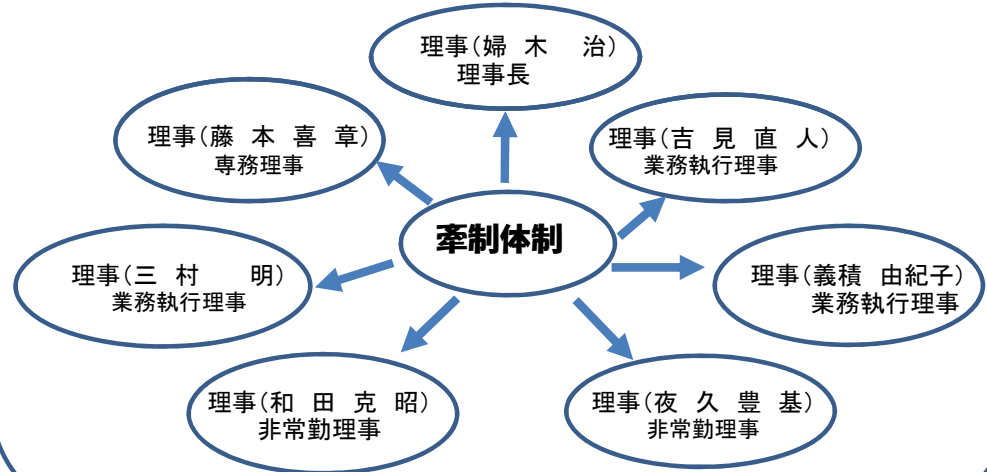 理事(婦 木 治)
理事長
理事(藤 本 喜 章)
専務理事
理事(吉 見 直 人)
業務執行理事
牽制体制
理事(三 村 明)
業務執行理事
理事(義積 由紀子)
業務執行理事
理事(和 田 克 昭)
非常勤理事
理事(夜 久 豊 基)
非常勤理事